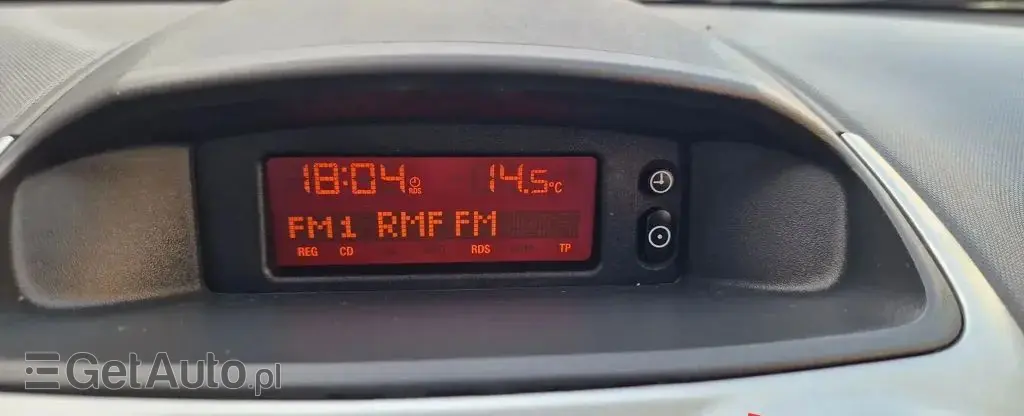 18:04 RDS 14.5°C
FM1 RMF FM
REG CD RDS TP
GetAuto.pl